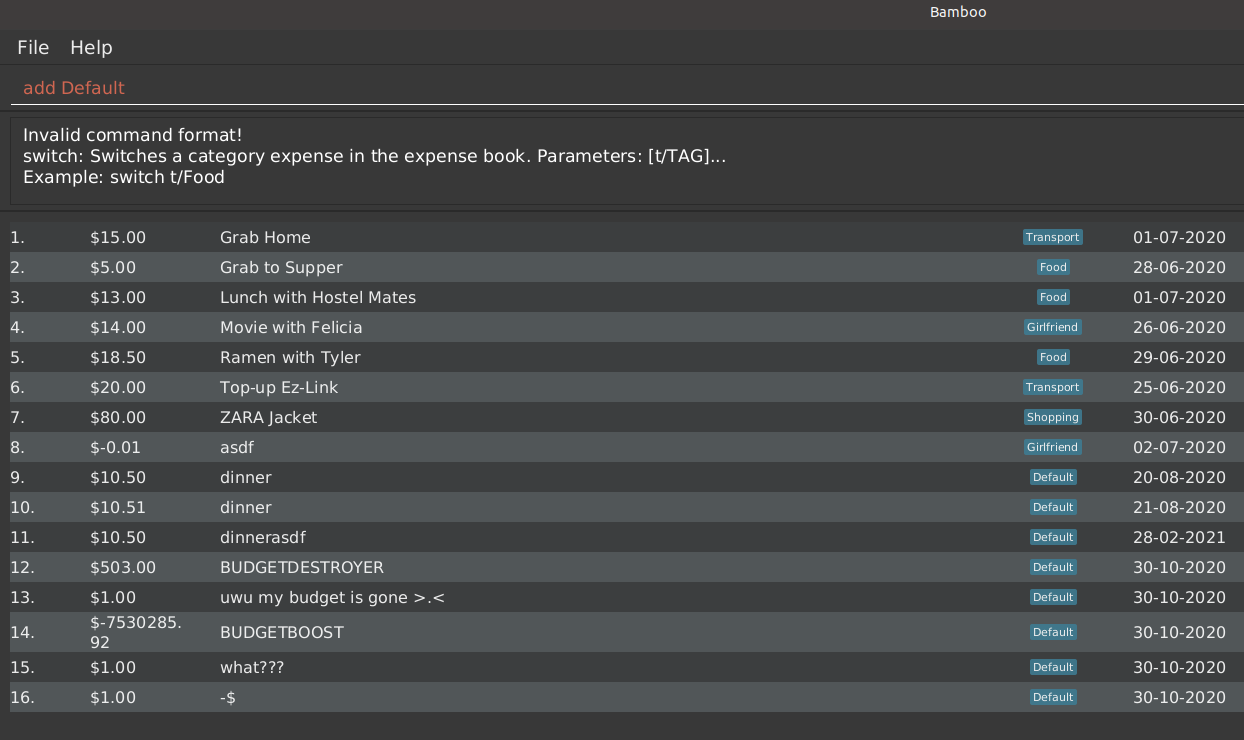 Bamboo
File Help
add Default
Invalid command format!
switch: Switches a category expense in the expense book. Parameters: [t/TAG]...
Example: switch t/Food
1. $15.00 Grab Home Transport 01-07-2020
2. $5.00 Grab to Supper Food 28-06-2020
3. $13.00 Lunch with Hostel Mates Food 01-07-2020
4. $14.00 Movie with Felicia Girlfriend 26-06-2020
5. $18.50 Ramen with Tyler Food 29-06-2020
6. $20.00 Top-up Ez-Link Transport 25-06-2020
7. $80.00 ZARA Jacket Shopping 30-06-2020
8. $-0.01 asdf Girlfriend 02-07-2020
9. $10.50 dinner Default 20-08-2020
10. $10.51 dinner Default 21-08-2020
11. $10.50 dinnerasdf Default 28-02-2021
12. $503.00 BUDGETDESTROYER Default 30-10-2020
13. $1.00 uwu my budget is gone >.< Default 30-10-2020
14. $-7530285.
92 BUDGETBOOST Default 30-10-2020
15. $1.00 what??? Default 30-10-2020
16. $1.00 -$ Default 30-10-2020